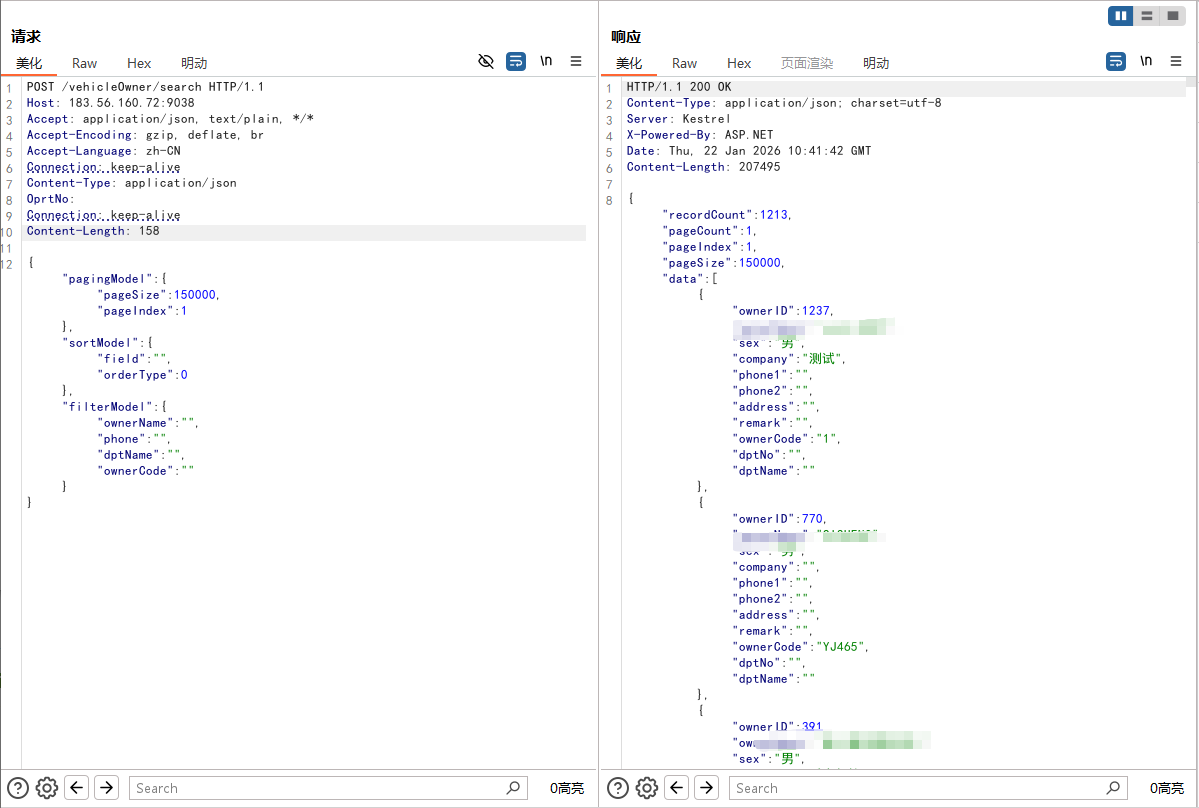 请求
美化 Raw Hex 明动 \n
1 POST /vehicleOwner/search HTTP/1.1
2 Host: 183.56.160.72:9038
3 Accept: application/json, text/plain, */*
4 Accept-Encoding: gzip, deflate, br
5 Accept-Language: zh-CN
6 Connection: keep-alive
7 Content-Type: application/json
8 OprtNo:
9 Connection: keep-alive
10 Content-Length: 158
11
12 {
"pagingModel":{
"pageSize":150000,
"pageIndex":1
},
"sortModel":{
"field":"",
"orderType":0
},
"filterModel":{
"ownerName":"",
"phone":"",
"dptName":"",
"ownerCode":""
}
}
Search 0高亮
响应
美化 Raw Hex 页面渲染 明动 \n
1 HTTP/1.1 200 OK
2 Content-Type: application/json; charset=utf-8
3 Server: Kestrel
4 X-Powered-By: ASP.NET
5 Date: Thu, 22 Jan 2026 10:41:42 GMT
6 Content-Length: 207495
7
8 {
"recordCount":1213,
"pageCount":1,
"pageIndex":1,
"pageSize":150000,
"data":[
{
"ownerID":1237,
"sex":"男",
"company":"测试",
"phone1":"",
"phone2":"",
"address":"",
"remark":"",
"ownerCode":"1",
"dptNo":"",
"dptName":""
},
{
"ownerID":770,
"sex":"男",
"company":"",
"phone1":"",
"phone2":"",
"address":"",
"remark":"",
"ownerCode":"YJ465",
"dptNo":"",
"dptName":""
},
{
"ownerID":391,
"sex":"男",
Search 0高亮